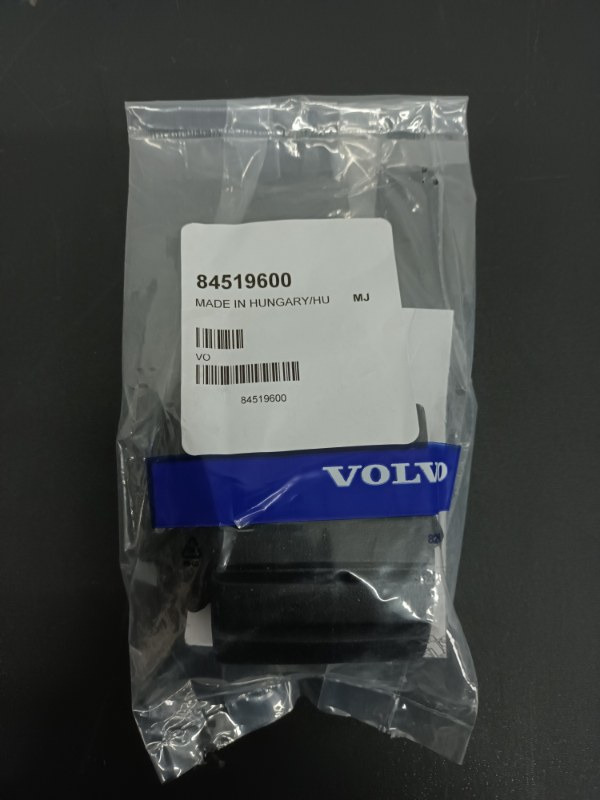 84519600
MADE IN HUNGARY/HU MJ
VO
84519600
VOLVO